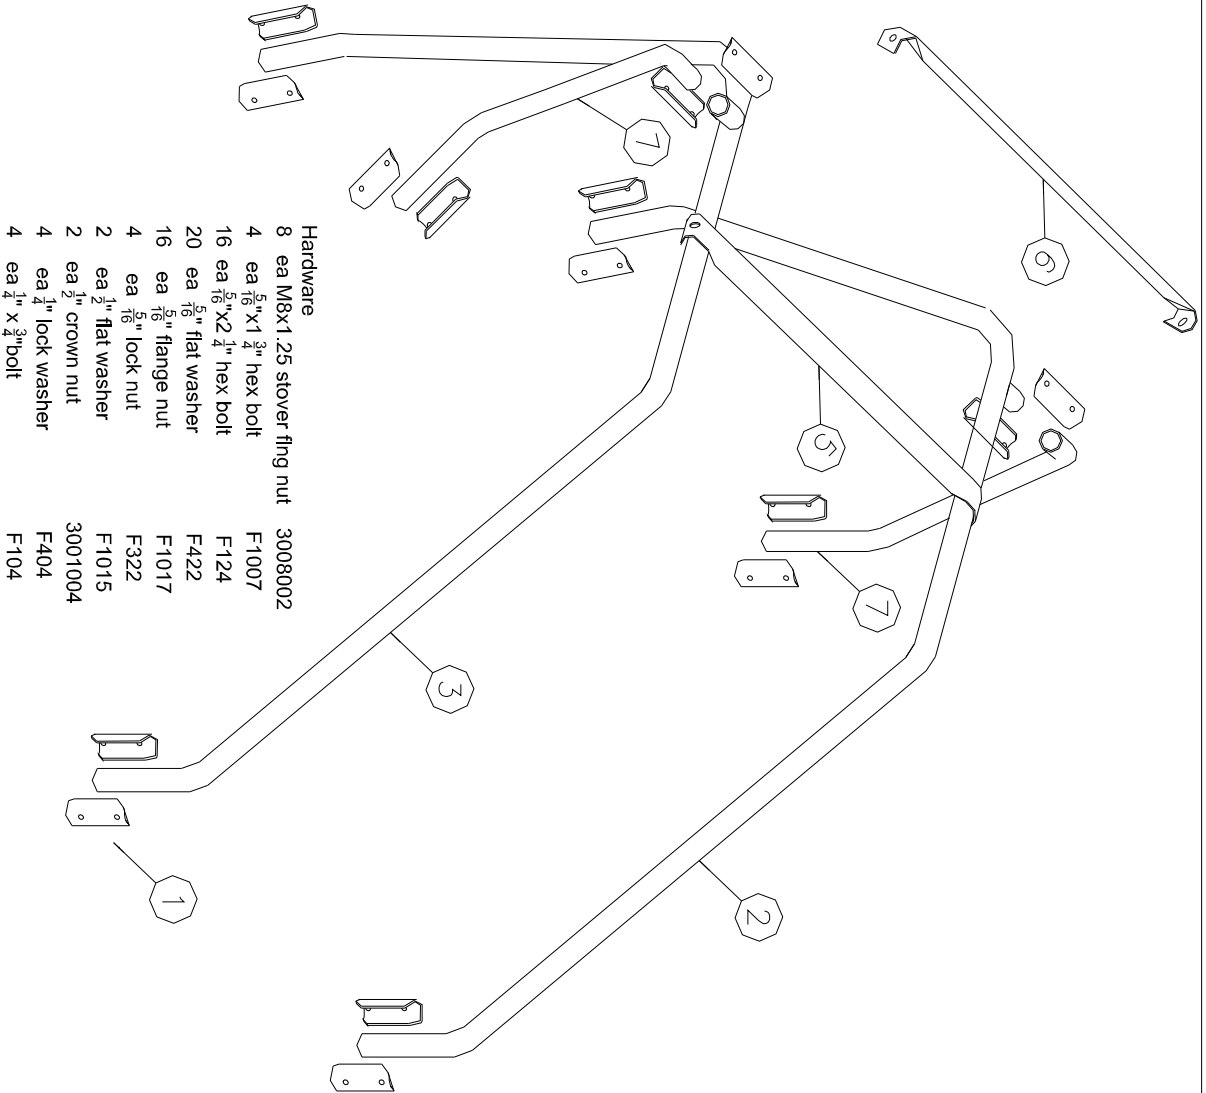 Hardware
8 ea M8x1.25 stover flng nut 3008002
4 ea 5/16"x1 3/4" hex bolt F1007
16 ea 5/16"x2 1/4" hex bolt F124
20 ea 5/16" flat washer F422
16 ea 5/16" flange nut F1017
4 ea 5/16" lock nut F322
2 ea 1/2" flat washer F1015
2 ea 1/2" crown nut 3001004
4 ea 1/4" lock washer F404
4 ea 1/4" x 3/4"bolt F104
7
6
5
7
3
2
1